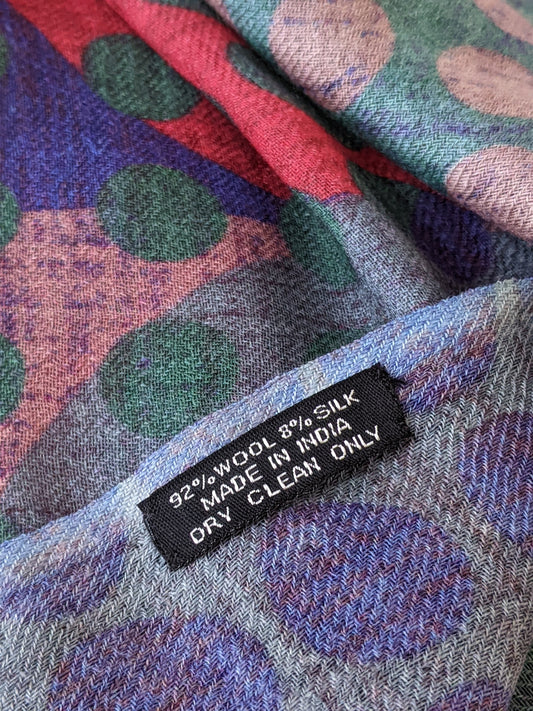 92% WOOL 8% SILK
MADE IN INDIA
DRY CLEAN ONLY